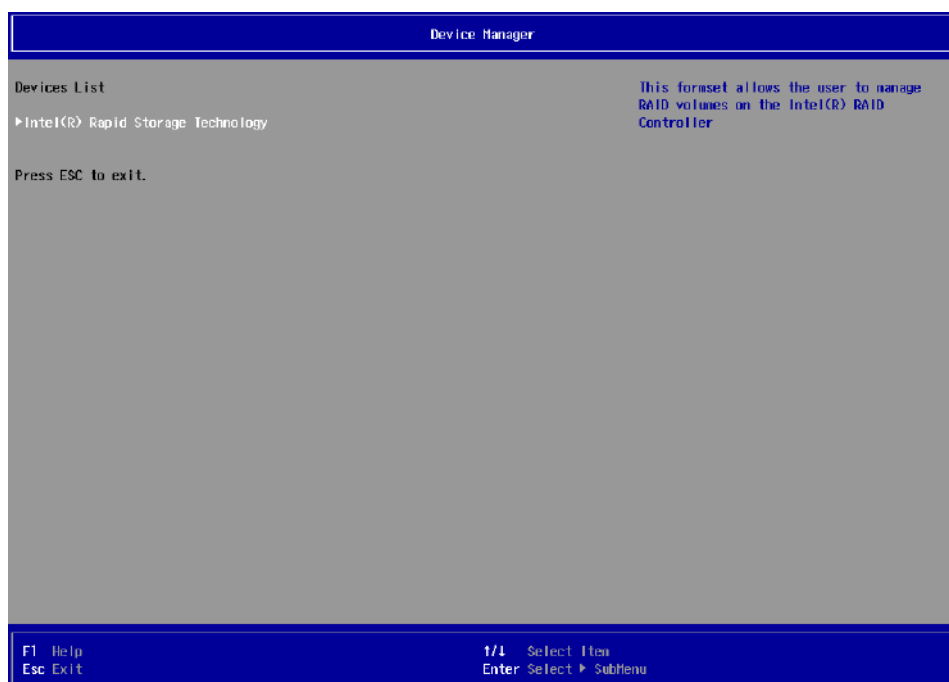 Device Manager
Devices List
▶Intel(R) Rapid Storage Technology
Press ESC to exit.
This formset allows the user to manage
RAID volumes on the Intel(R) RAID
Controller
F1 Help
Esc Exit
↑/↓ Select Item
Enter Select ▶ SubMenu